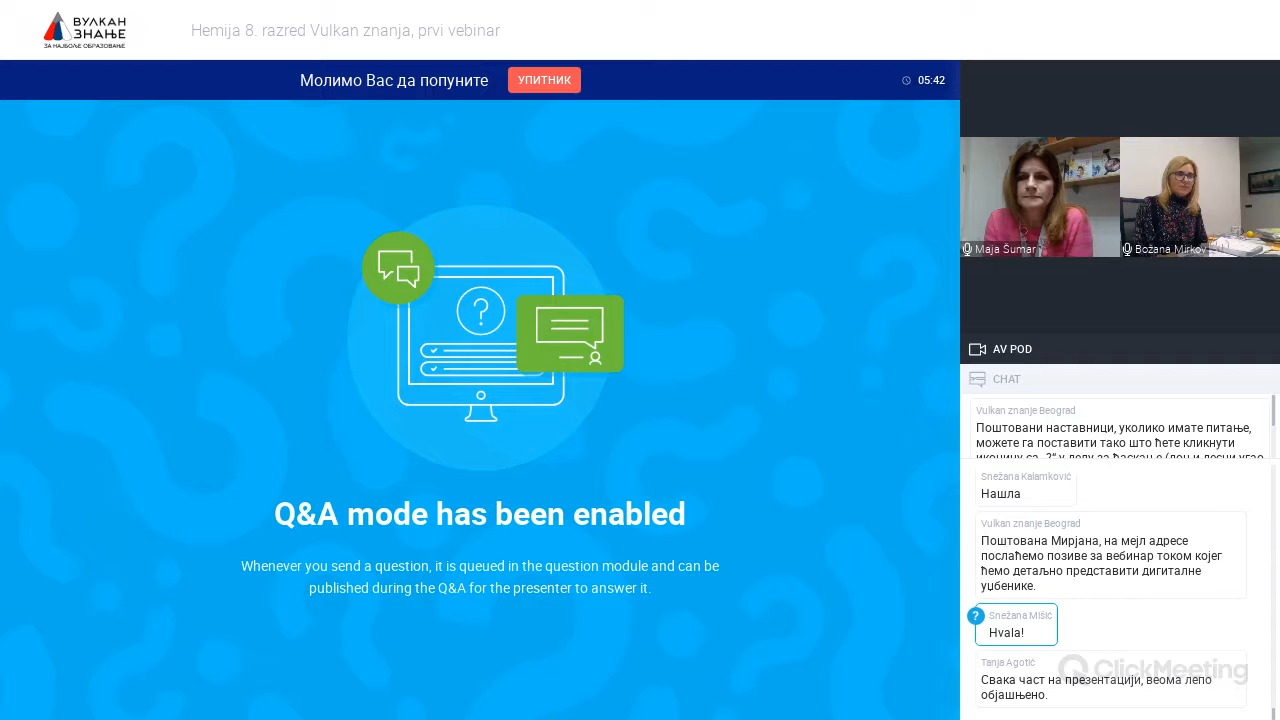 ВУЛКАН
ЗНАЊЕ
ЗА НАЈБОЉЕ ОБРАЗОВАЊЕ
Hemija 8. razred Vulkan znanja, prvi vebinar
Молимо Вас да попуните
УПИТНИК
05:42
Maja Šumar
Božana Mirkov
AV POD
CHAT
Vulkan znanje Beograd
Поштовани наставници, уколико имате питање,
можете га поставити тако што ћете кликнути
Snežana Kalamković
Нашла
Vulkan znanje Beograd
Поштована Мирјана, на мејл адресе
послаћемо позиве за вебинар током којег
ћемо детаљно представити дигиталне
уџбенике.
?
Snežana Mišić
Hvala!
Tanja Agotić
Свака част на презентацији, веома лепо
објашњено.
ClickMeeting
Q&A mode has been enabled
Whenever you send a question, it is queued in the question module and can be
published during the Q&A for the presenter to answer it.